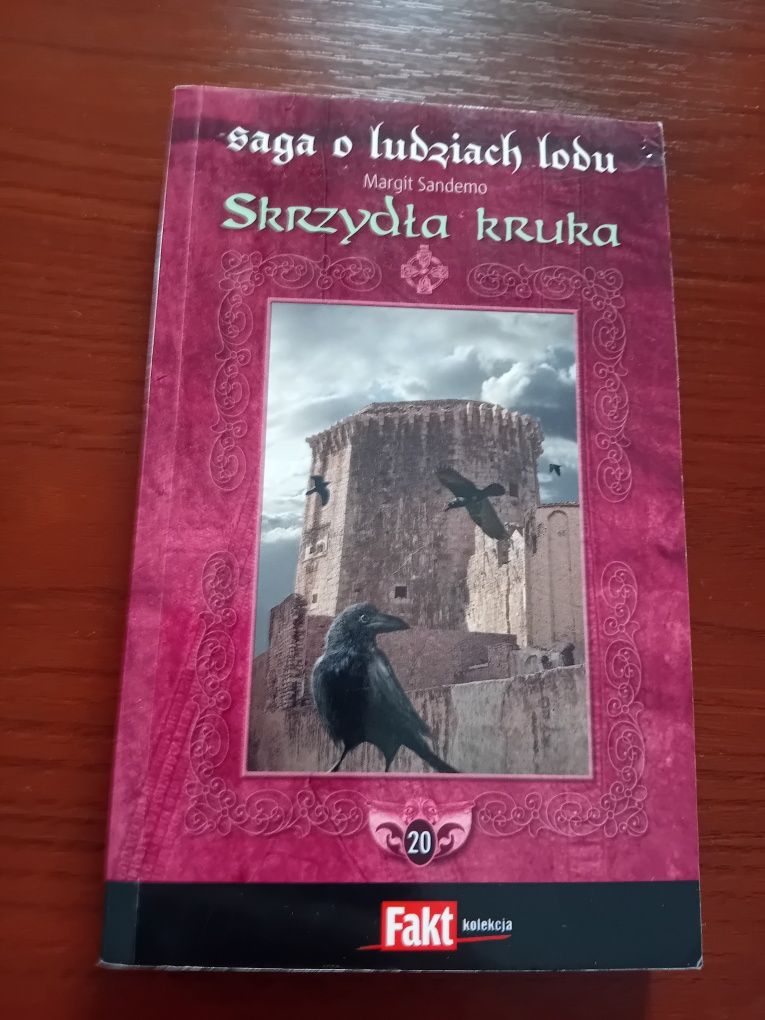 saga o ludziach lodu
Margit Sandemo
Skrzydła kruka
20
Fakt kolekcja